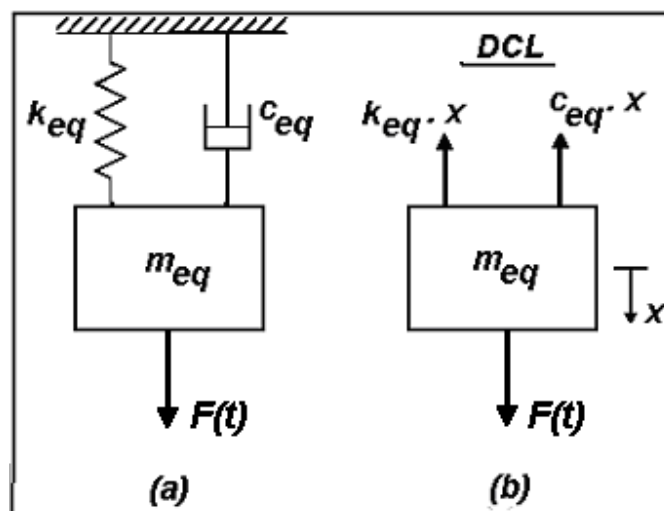 DCL
k_eq
c_eq
k_eq . x
c_eq . x
m_eq
m_eq
x
F(t)
F(t)
(a)
(b)